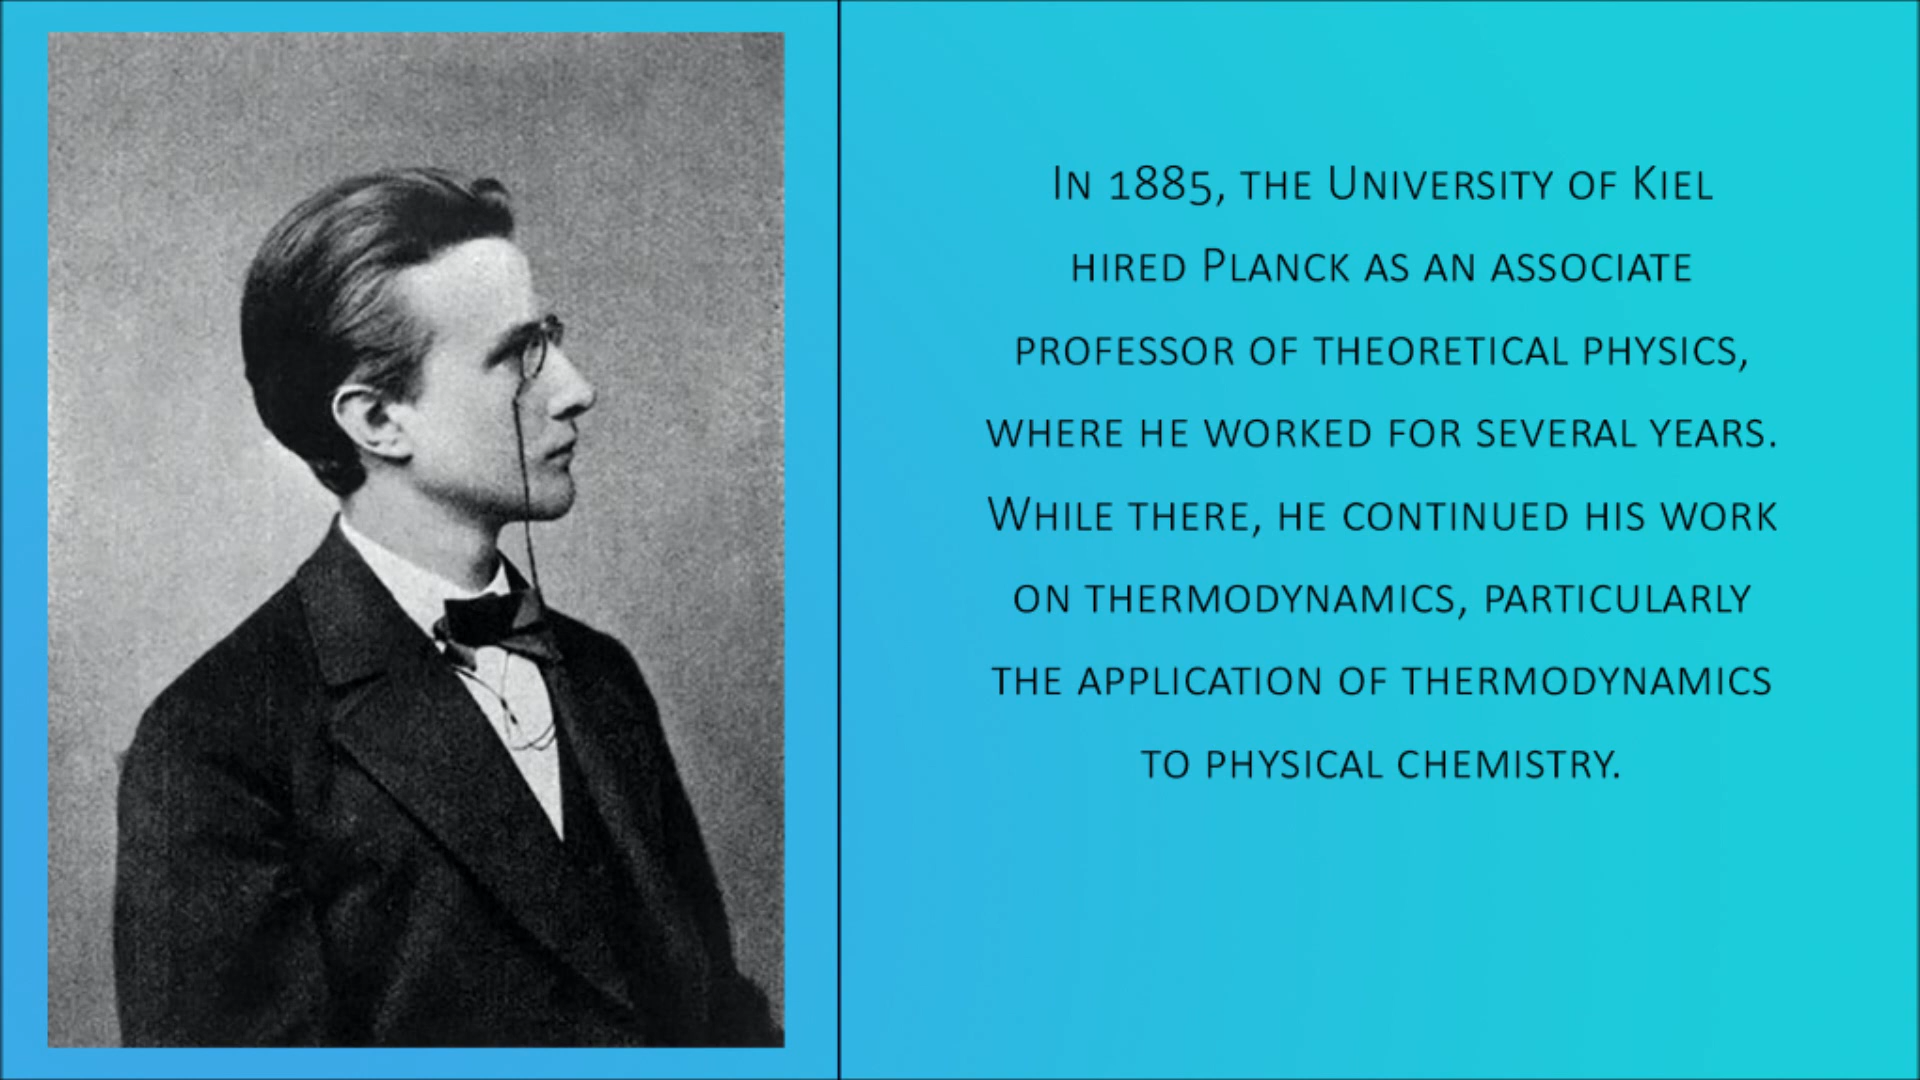 In 1885, the University of Kiel
hired Planck as an associate
professor of theoretical physics,
where he worked for several years.
While there, he continued his work
on thermodynamics, particularly
the application of thermodynamics
to physical chemistry.